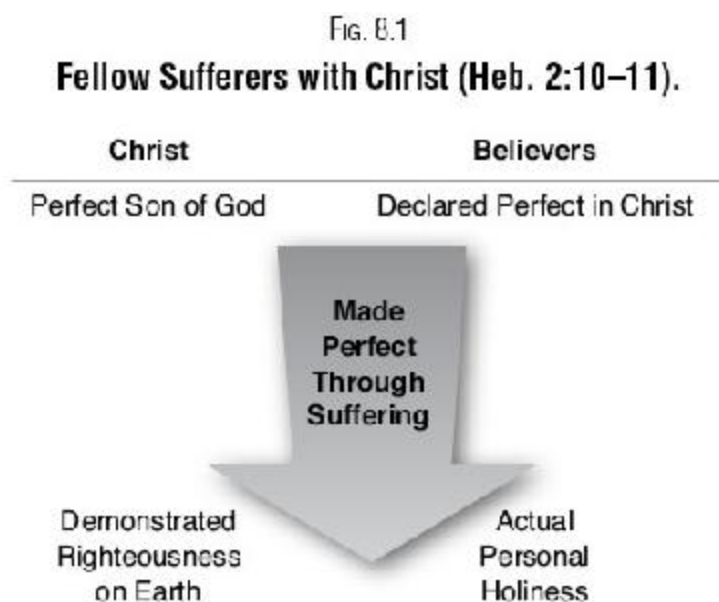 FIG. 8.1
Fellow Sufferers with Christ (Heb. 2:10–11).
Christ Believers
Perfect Son of God Declared Perfect in Christ
Made
Perfect
Through
Suffering
Demonstrated Actual
Righteousness Personal
on Earth Holiness